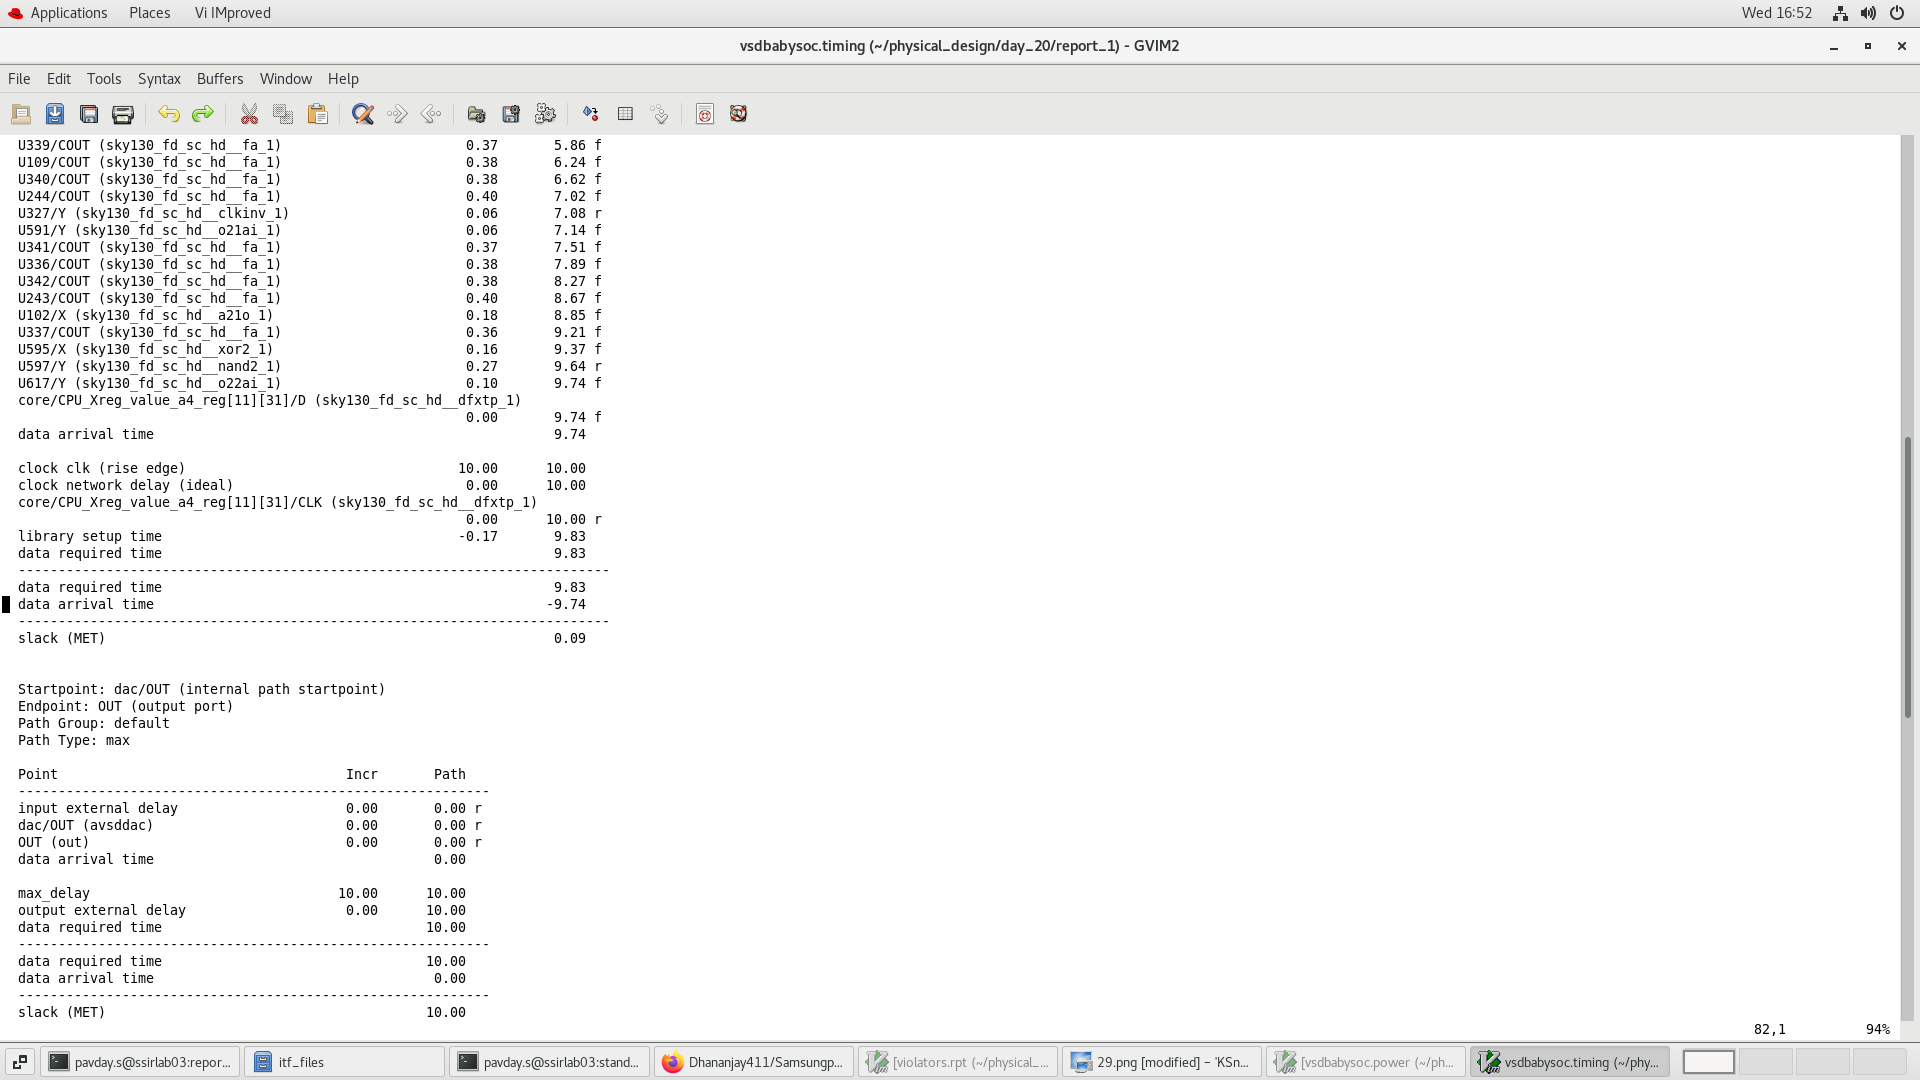 Applications Places Vi IMproved Wed 16:52
vsdbabysoc.timing (~/physical_design/day_20/report_1) - GVIM2
File Edit Tools Syntax Buffers Window Help
U339/COUT (sky130_fd_sc_hd__fa_1) 0.37 5.86 f
U109/COUT (sky130_fd_sc_hd__fa_1) 0.38 6.24 f
U340/COUT (sky130_fd_sc_hd__fa_1) 0.38 6.62 f
U244/COUT (sky130_fd_sc_hd__fa_1) 0.40 7.02 f
U327/Y (sky130_fd_sc_hd__clkinv_1) 0.06 7.08 r
U591/Y (sky130_fd_sc_hd__o21ai_1) 0.06 7.14 f
U341/COUT (sky130_fd_sc_hd__fa_1) 0.37 7.51 f
U336/COUT (sky130_fd_sc_hd__fa_1) 0.38 7.89 f
U342/COUT (sky130_fd_sc_hd__fa_1) 0.38 8.27 f
U243/COUT (sky130_fd_sc_hd__fa_1) 0.40 8.67 f
U102/X (sky130_fd_sc_hd__a21o_1) 0.18 8.85 f
U337/COUT (sky130_fd_sc_hd__fa_1) 0.36 9.21 f
U595/X (sky130_fd_sc_hd__xor2_1) 0.16 9.37 f
U597/Y (sky130_fd_sc_hd__nand2_1) 0.27 9.64 r
U617/Y (sky130_fd_sc_hd__o22ai_1) 0.10 9.74 f
core/CPU_Xreg_value_a4_reg[11][31]/D (sky130_fd_sc_hd__dfxtp_1)
0.00 9.74 f
data arrival time 9.74
clock clk (rise edge) 10.00 10.00
clock network delay (ideal) 0.00 10.00
core/CPU_Xreg_value_a4_reg[11][31]/CLK (sky130_fd_sc_hd__dfxtp_1)
0.00 10.00 r
library setup time -0.17 9.83
data required time 9.83
--------------------------------------------------------------------------
data required time 9.83
data arrival time -9.74
--------------------------------------------------------------------------
slack (MET) 0.09
Startpoint: dac/OUT (internal path startpoint)
Endpoint: OUT (output port)
Path Group: default
Path Type: max
Point Incr Path
-----------------------------------------------------------
input external delay 0.00 0.00 r
dac/OUT (avsddac) 0.00 0.00 r
OUT (out) 0.00 0.00 r
data arrival time 0.00
max_delay 10.00 10.00
output external delay 0.00 10.00
data required time 10.00
-----------------------------------------------------------
data required time 10.00
data arrival time 0.00
-----------------------------------------------------------
slack (MET) 10.00
82,1 94%
pavday.s@ssirlab03:repor... itf_files pavday.s@ssirlab03:stand... Dhananjay411/Samsungp... [violators.rpt (~/physical_... 29.png [modified] – 'KSn... [vsdbabysoc.power (~/ph... vsdbabysoc.timing (~/phy...